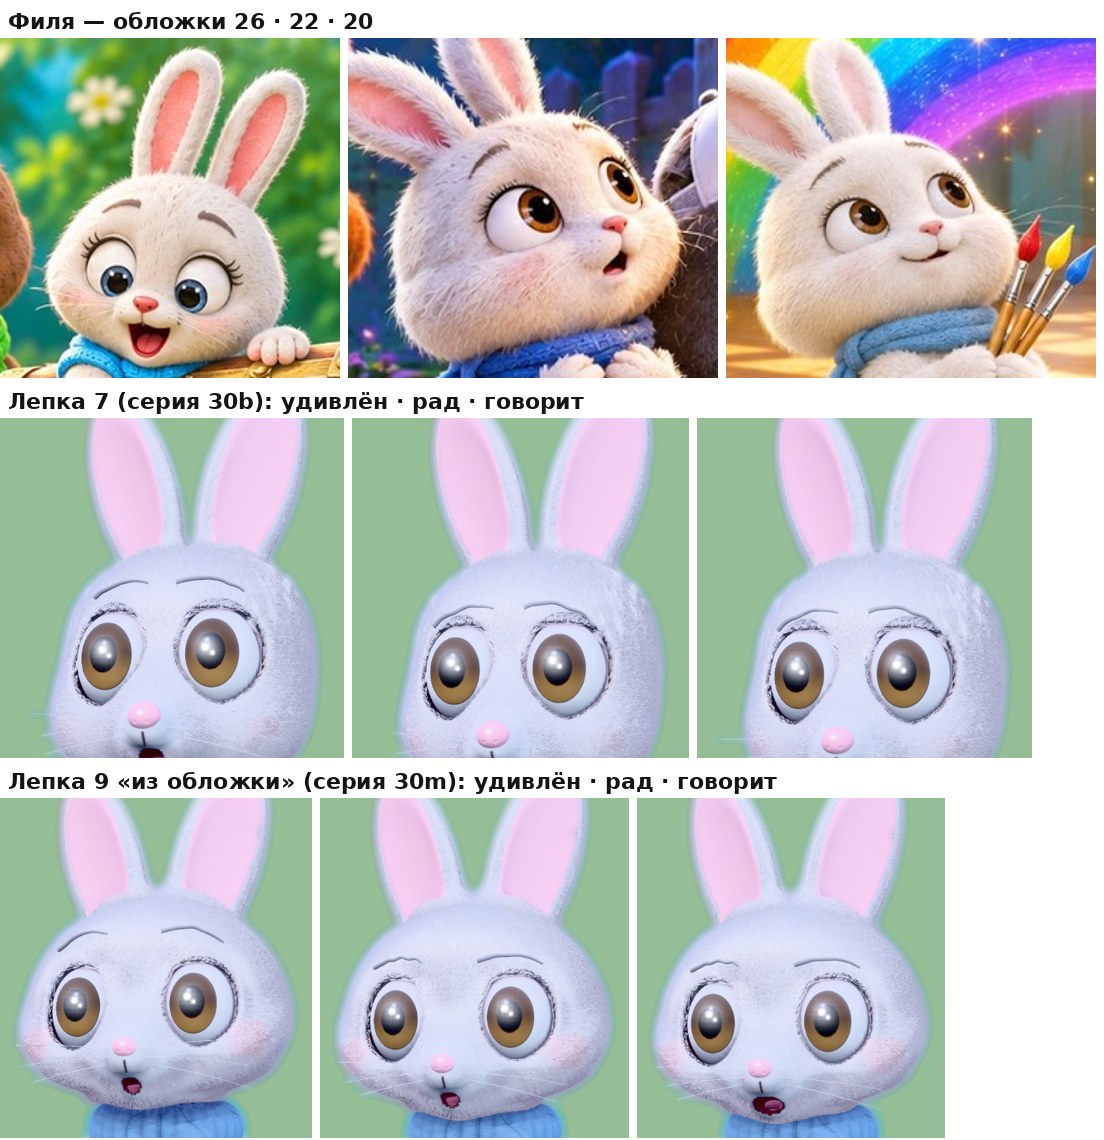 Филя — обложки 26 · 22 · 20
Лепка 7 (серия 30b): удивлён · рад · говорит
Лепка 9 «из обложки» (серия 30m): удивлён · рад · говорит